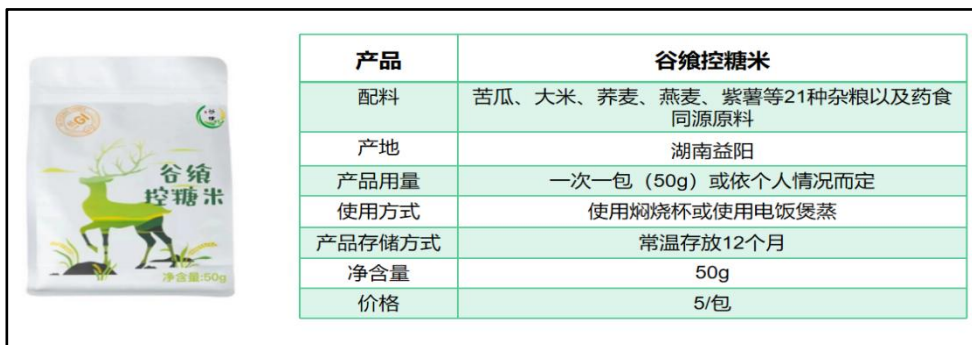 GI
谷飨
控糖米
净含量:50g
产品 谷飨控糖米
配料 苦瓜、大米、荞麦、燕麦、紫薯等21种杂粮以及药食
同源原料
产地 湖南益阳
产品用量 一次一包（50g）或依个人情况而定
使用方式 使用焖烧杯或使用电饭煲蒸
产品存储方式 常温存放12个月
净含量 50g
价格 5/包